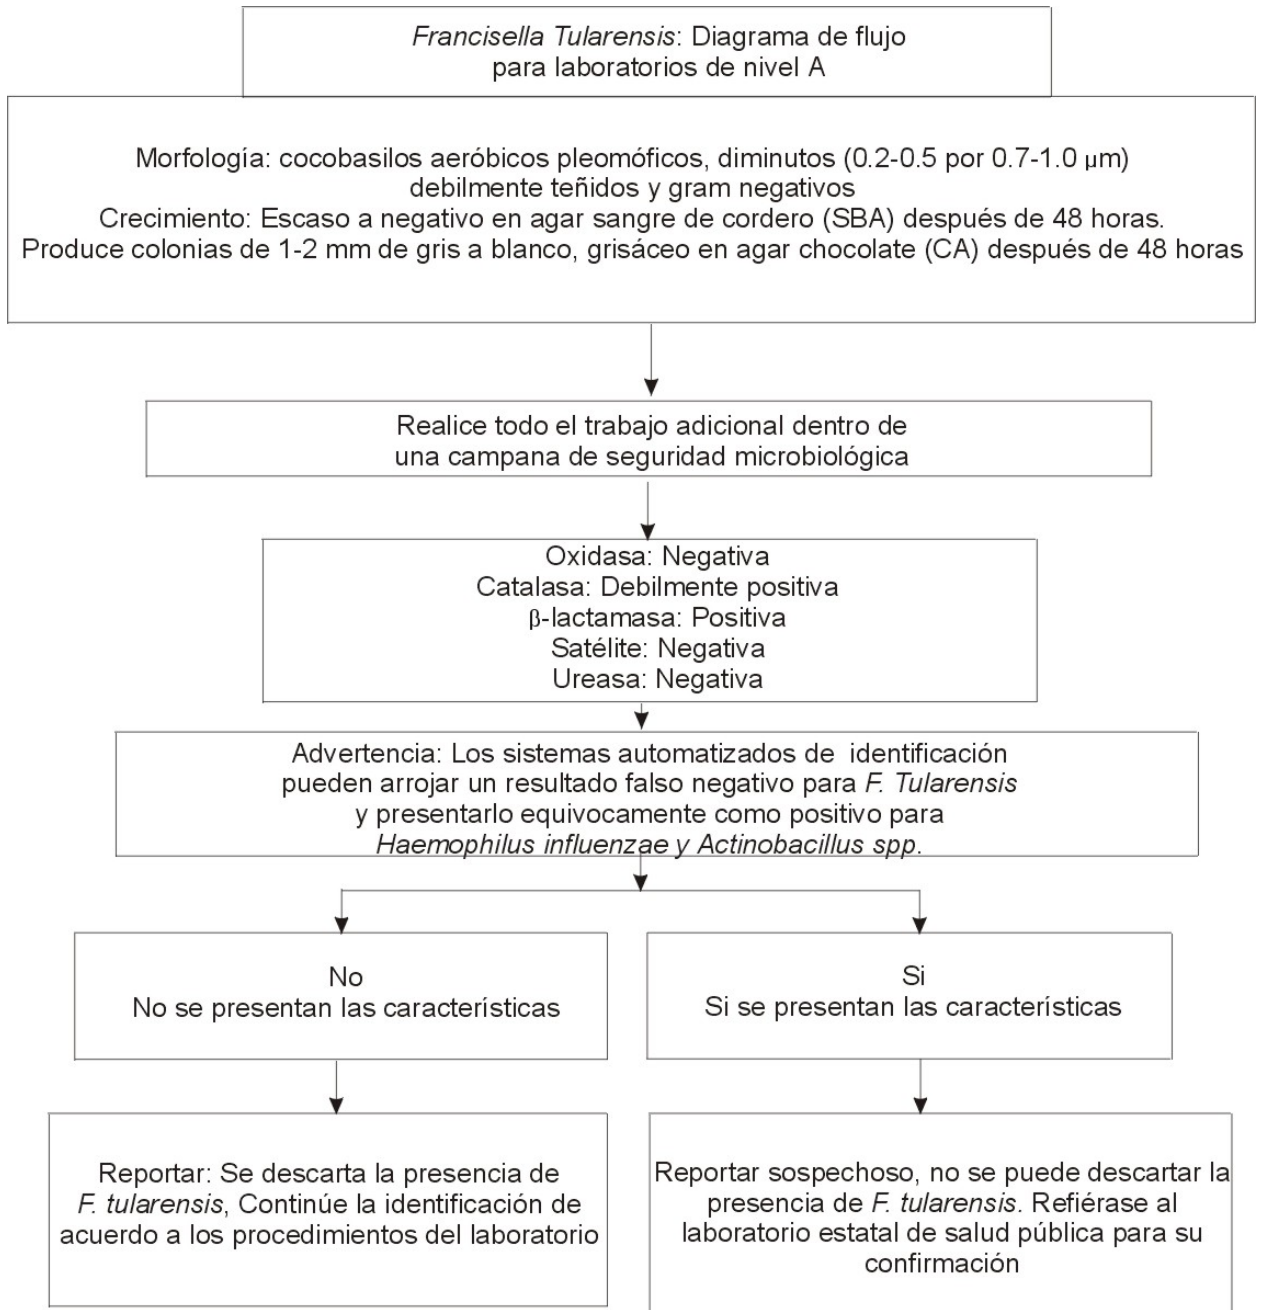 Francisella Tularensis: Diagrama de flujo
para laboratorios de nivel A
Morfología: cocobasilos aeróbicos pleomóficos, diminutos (0.2-0.5 por 0.7-1.0 μm)
debilmente teñidos y gram negativos
Crecimiento: Escaso a negativo en agar sangre de cordero (SBA) después de 48 horas.
Produce colonias de 1-2 mm de gris a blanco, grisáceo en agar chocolate (CA) después de 48 horas
Realice todo el trabajo adicional dentro de
una campana de seguridad microbiológica
Oxidasa: Negativa
Catalasa: Debilmente positiva
β-lactamasa: Positiva
Satélite: Negativa
Ureasa: Negativa
Advertencia: Los sistemas automatizados de identificación
pueden arrojar un resultado falso negativo para F. Tularensis
y presentarlo equivocamente como positivo para
Haemophilus influenzae y Actinobacillus spp.
No
No se presentan las características
Si
Si se presentan las características
Reportar: Se descarta la presencia de
F. tularensis, Continúe la identificación de
acuerdo a los procedimientos del laboratorio
Reportar sospechoso, no se puede descartar la
presencia de F. tularensis. Refiérase al
laboratorio estatal de salud pública para su
confirmación